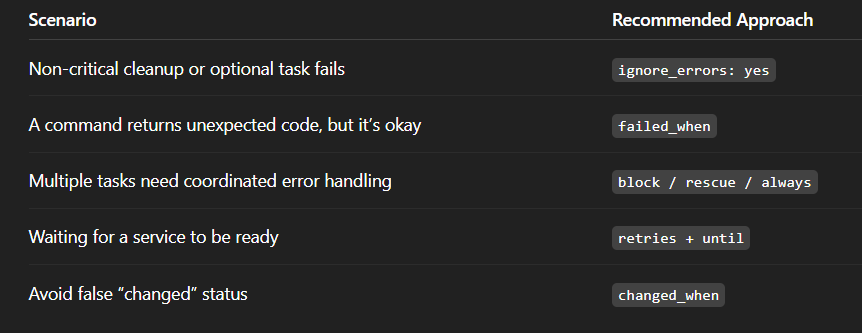 Scenario Recommended Approach
Non-critical cleanup or optional task fails ignore_errors: yes
A command returns unexpected code, but it’s okay failed_when
Multiple tasks need coordinated error handling block / rescue / always
Waiting for a service to be ready retries + until
Avoid false “changed” status changed_when